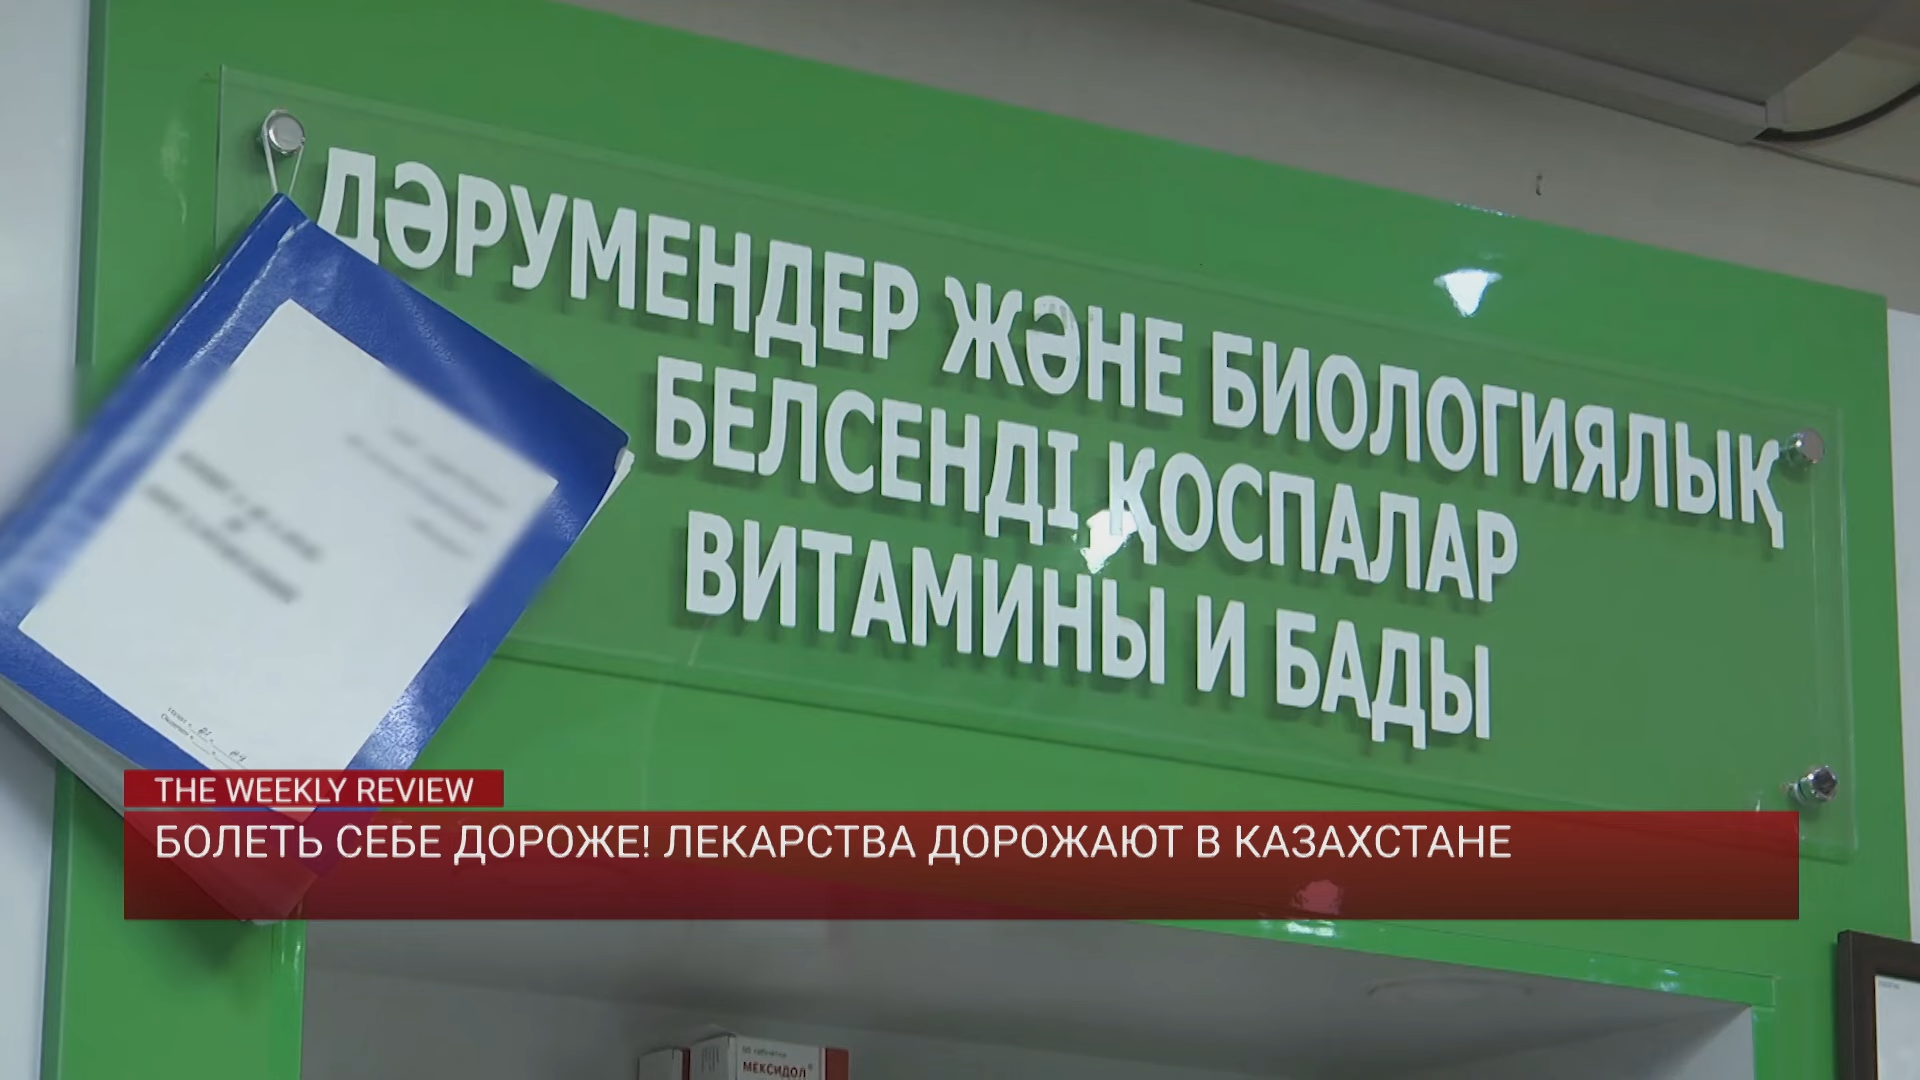 ДӘРУМЕНДЕР ЖӘНЕ БИОЛОГИЯЛЫҚ
БЕЛСЕНДІ ҚОСПАЛАР
ВИТАМИНЫ И БАДЫ
THE WEEKLY REVIEW
БОЛЕТЬ СЕБЕ ДОРОЖЕ! ЛЕКАРСТВА ДОРОЖАЮТ В КАЗАХСТАНЕ
МЕКСИДОЛ®